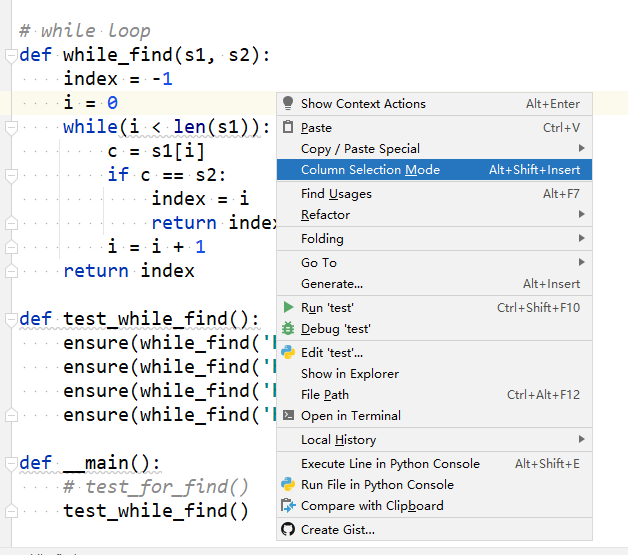 # while loop
def while_find(s1, s2):
index = -1
i = 0
while(i < len(s1)):
c = s1[i]
if c == s2:
index = i
return index
i = i + 1
return index
def test_while_find():
ensure(while_find('
ensure(while_find('
ensure(while_find('
ensure(while_find('
def __main():
# test_for_find()
test_while_find()
Show Context Actions Alt+Enter
Paste Ctrl+V
Copy / Paste Special
Column Selection Mode Alt+Shift+Insert
Find Usages Alt+F7
Refactor
Folding
Go To
Generate... Alt+Insert
Run 'test' Ctrl+Shift+F10
Debug 'test'
Edit 'test'...
Show in Explorer
File Path Ctrl+Alt+F12
Open in Terminal
Local History
Execute Line in Python Console Alt+Shift+E
Run File in Python Console
Compare with Clipboard
Create Gist...